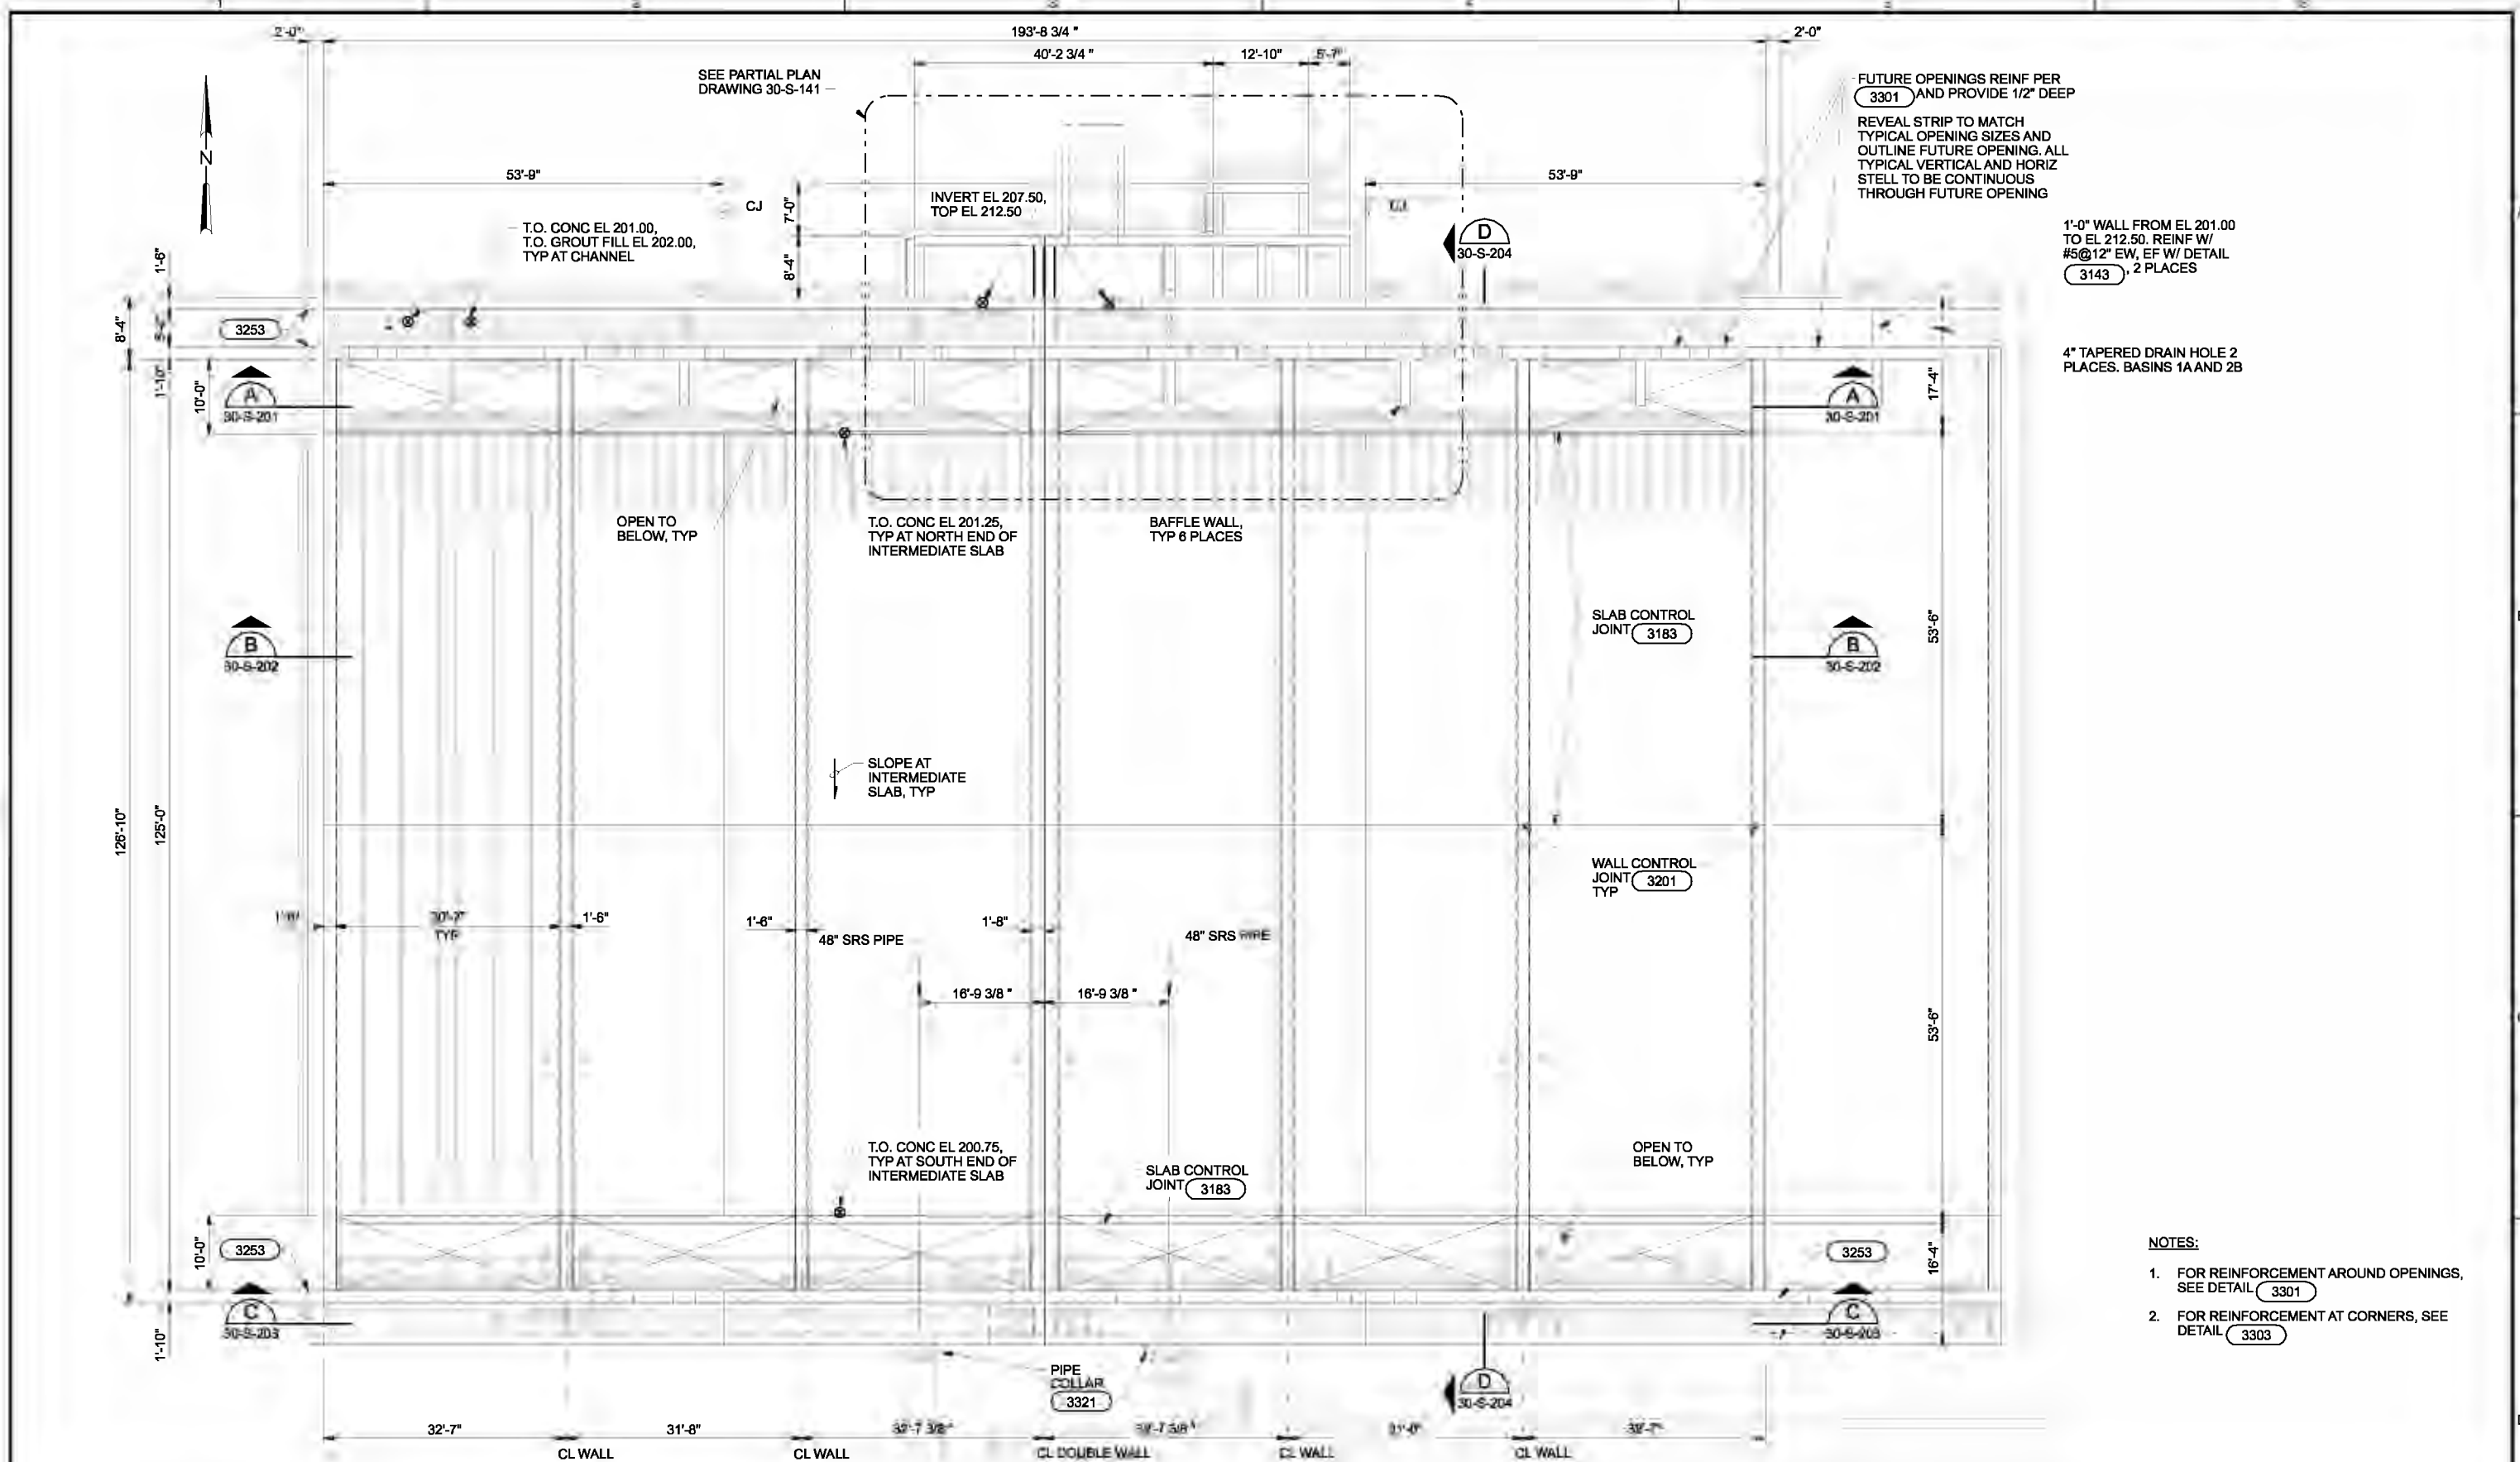 2'-0"
193'-8 3/4 "
2'-0"
40'-2 3/4 "
12'-10"
5'-7"
SEE PARTIAL PLAN
DRAWING 30-S-141
FUTURE OPENINGS REINF PER
3301 AND PROVIDE 1/2" DEEP
REVEAL STRIP TO MATCH
TYPICAL OPENING SIZES AND
OUTLINE FUTURE OPENING. ALL
TYPICAL VERTICAL AND HORIZ
STELL TO BE CONTINUOUS
THROUGH FUTURE OPENING
N
53'-9"
53'-9"
CJ
CJ
7'-0"
8'-4"
INVERT EL 207.50,
TOP EL 212.50
T.O. CONC EL 201.00,
T.O. GROUT FILL EL 202.00,
TYP AT CHANNEL
D
30-S-204
1'-0" WALL FROM EL 201.00
TO EL 212.50. REINF W/
#5@12" EW, EF W/ DETAIL
3143 , 2 PLACES
1'-6"
8'-4"
3253
1'-10"
10'-0"
17'-4"
4" TAPERED DRAIN HOLE 2
PLACES. BASINS 1A AND 2B
A
30-S-201
A
30-S-201
OPEN TO
BELOW, TYP
T.O. CONC EL 201.25,
TYP AT NORTH END OF
INTERMEDIATE SLAB
BAFFLE WALL,
TYP 6 PLACES
SLAB CONTROL
JOINT 3183
53'-6"
B
30-S-202
B
30-S-202
SLOPE AT
INTERMEDIATE
SLAB, TYP
126'-10"
125'-0"
WALL CONTROL
JOINT 3201
TYP
30'-7"
TYP
1'-6"
1'-6"
48" SRS PIPE
1'-8"
48" SRS PIPE
16'-9 3/8 "
16'-9 3/8 "
53'-6"
T.O. CONC EL 200.75,
TYP AT SOUTH END OF
INTERMEDIATE SLAB
SLAB CONTROL
JOINT 3183
OPEN TO
BELOW, TYP
10'-0"
3253
3253
16'-4"
C
30-S-203
C
30-S-203
1'-10"
NOTES:
1. FOR REINFORCEMENT AROUND OPENINGS,
SEE DETAIL 3301
2. FOR REINFORCEMENT AT CORNERS, SEE
DETAIL 3303
PIPE
COLLAR
3321
D
30-S-204
32'-7"
31'-8"
32'-7 3/8"
CL WALL
CL WALL
CL DOUBLE WALL
CL WALL
CL WALL